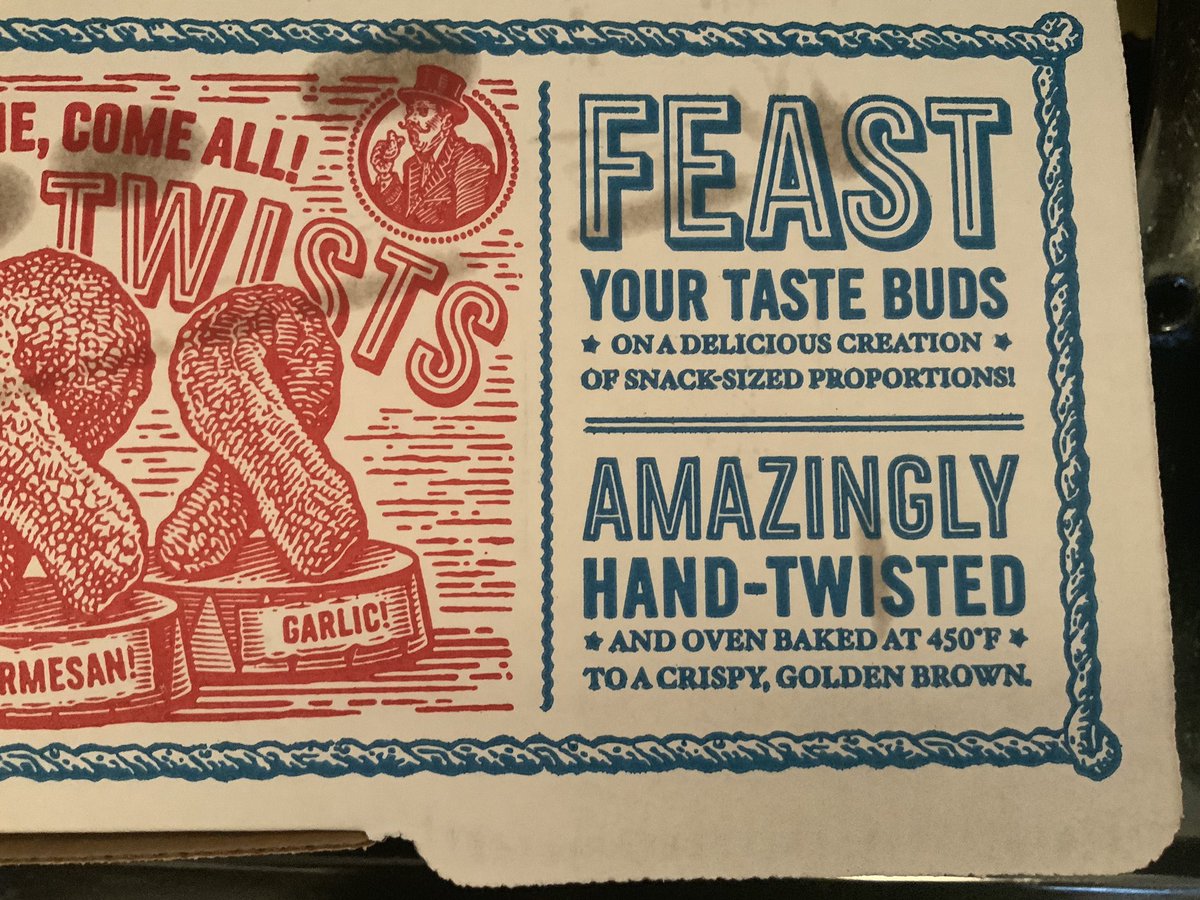 COME ALL!
TWISTS
GARLIC!
FEAST
YOUR TASTE BUDS
ON A DELICIOUS CREATION
OF SNACK-SIZED PROPORTIONS!
AMAZINGLY
HAND-TWISTED
AND OVEN BAKED AT 450°F
TO A CRISPY, GOLDEN BROWN.